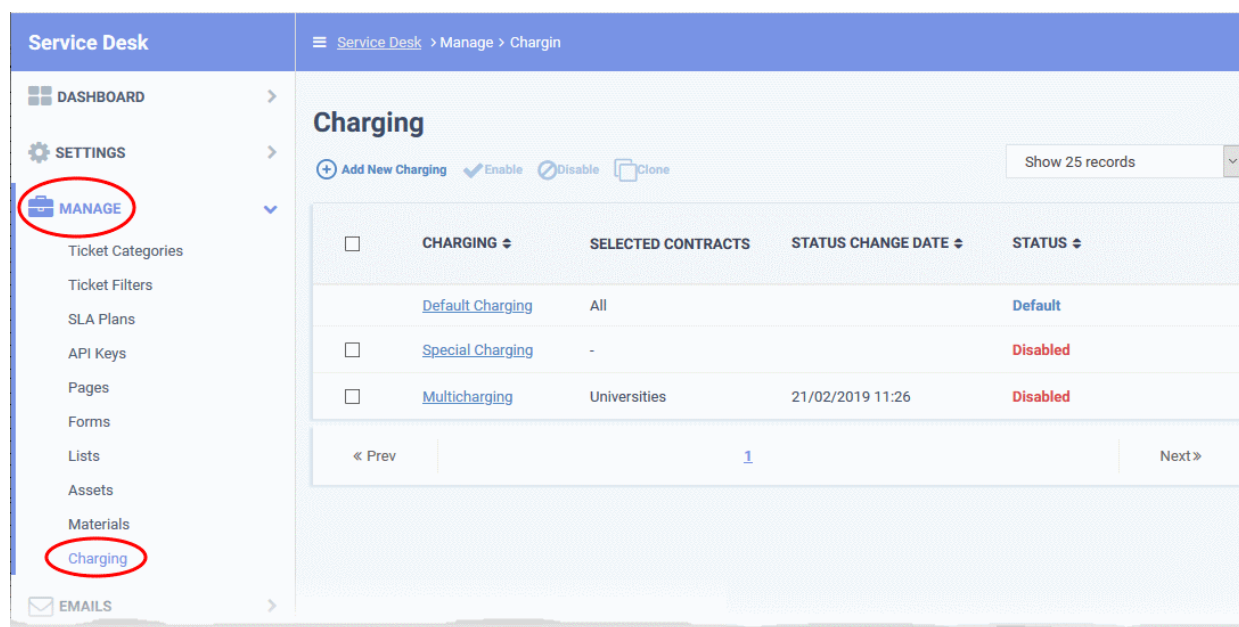 Service Desk
Service Desk > Manage > Chargin
DASHBOARD
SETTINGS
MANAGE
Ticket Categories
Ticket Filters
SLA Plans
API Keys
Pages
Forms
Lists
Assets
Materials
Charging
EMAILS
Charging
Add New Charging Enable Disable Clone
Show 25 records
CHARGING SELECTED CONTRACTS STATUS CHANGE DATE STATUS
Default Charging All Default
Special Charging - Disabled
Multicharging Universities 21/02/2019 11:26 Disabled
« Prev 1 Next »